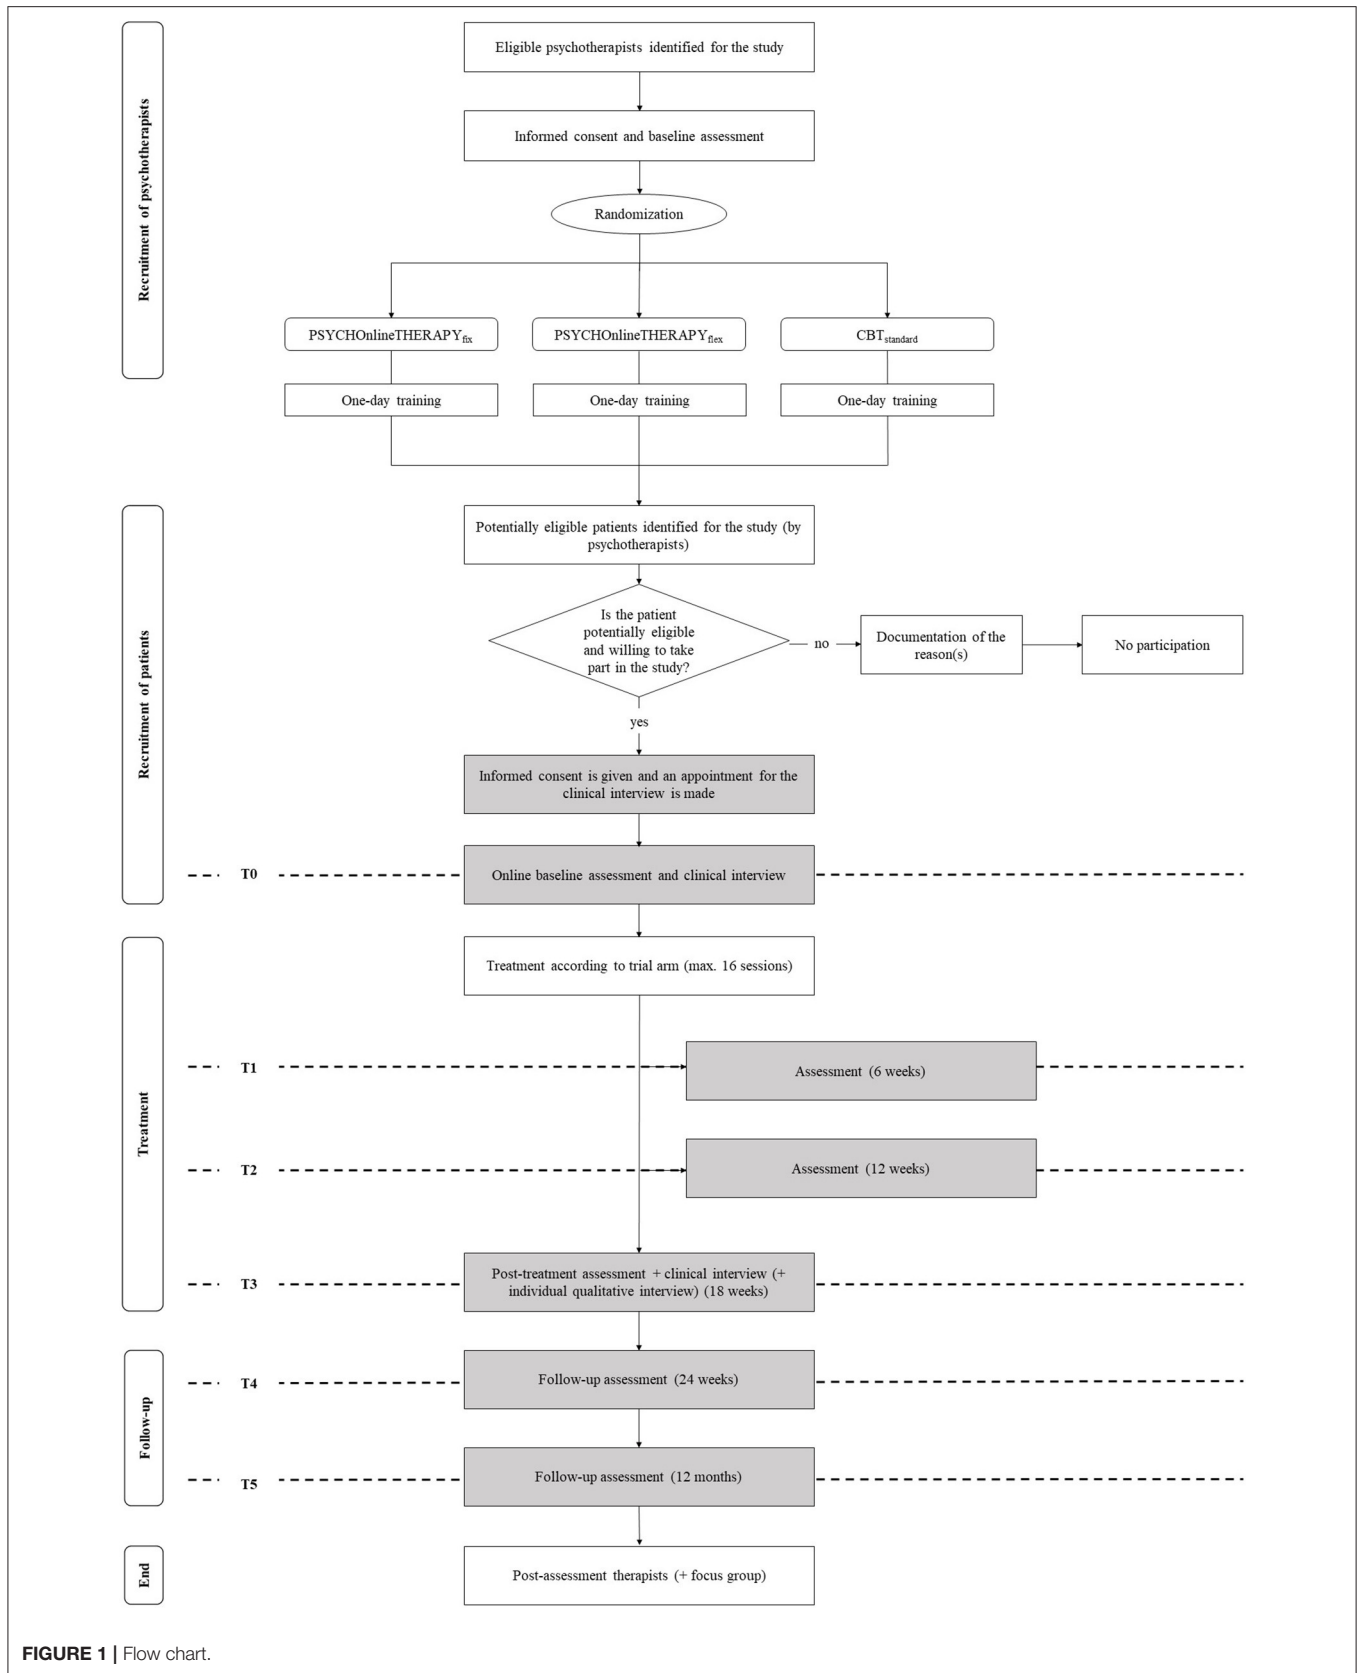 Recruitment of psychotherapists
Eligible psychotherapists identified for the study
Informed consent and baseline assessment
Randomization
PSYCHOnlineTHERAPYfix
PSYCHOnlineTHERAPYflex
CBTstandard
One-day training
One-day training
One-day training
Recruitment of patients
Potentially eligible patients identified for the study (by
psychotherapists)
Is the patient
potentially eligible
and willing to take
part in the study?
no
Documentation of the
reason(s)
No participation
yes
Informed consent is given and an appointment for the
clinical interview is made
T0
Online baseline assessment and clinical interview
Treatment
Treatment according to trial arm (max. 16 sessions)
T1
Assessment (6 weeks)
T2
Assessment (12 weeks)
T3
Post-treatment assessment + clinical interview (+
individual qualitative interview) (18 weeks)
Follow-up
T4
Follow-up assessment (24 weeks)
T5
Follow-up assessment (12 months)
End
Post-assessment therapists (+ focus group)
FIGURE 1 | Flow chart.